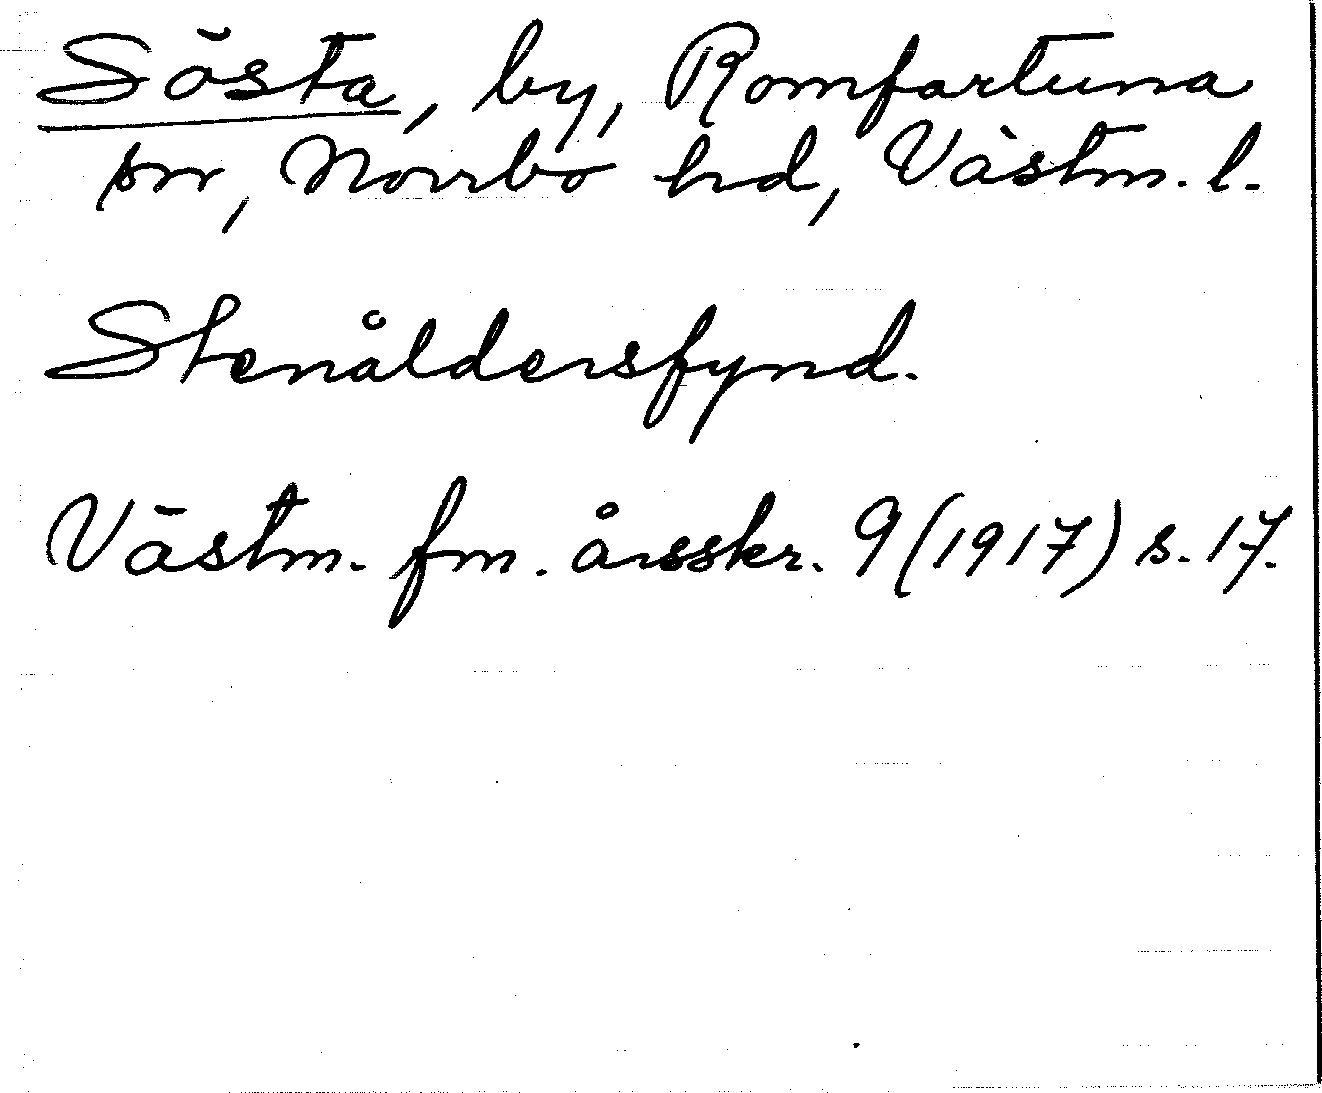 Sösta, by, Romfartuna
sn, Norrbo hd, Västm. l.
Stenåldersfynd.
Västm. fm. årsskr. 9 (1917) s. 17.